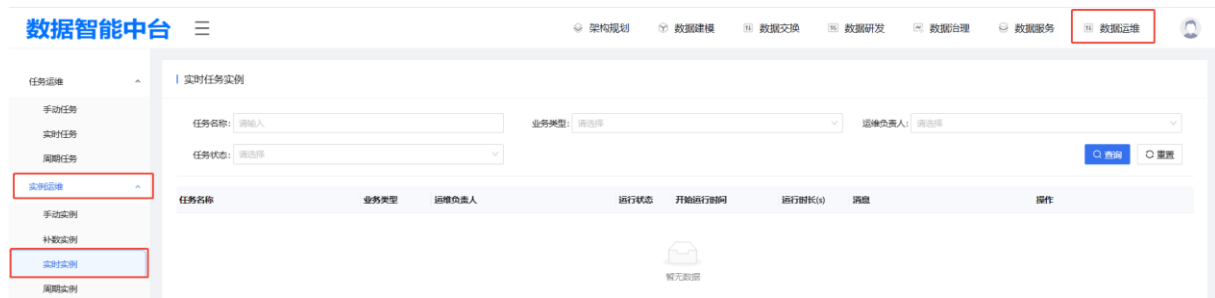 数据智能中台 架构规划 数据建模 数据交换 数据研发 数据治理 数据服务 数据运维
任务运维
实时任务实例
手动任务
任务名称: 请输入 业务类型: 请选择 运维负责人: 请选择
实时任务
周期任务
任务状态: 请选择 查询 重置
实例运维
任务名称 业务类型 运维负责人 运行状态 开始运行时间 运行时长(s) 消息 操作
手动实例
补数实例
实时实例
暂无数据
周期实例